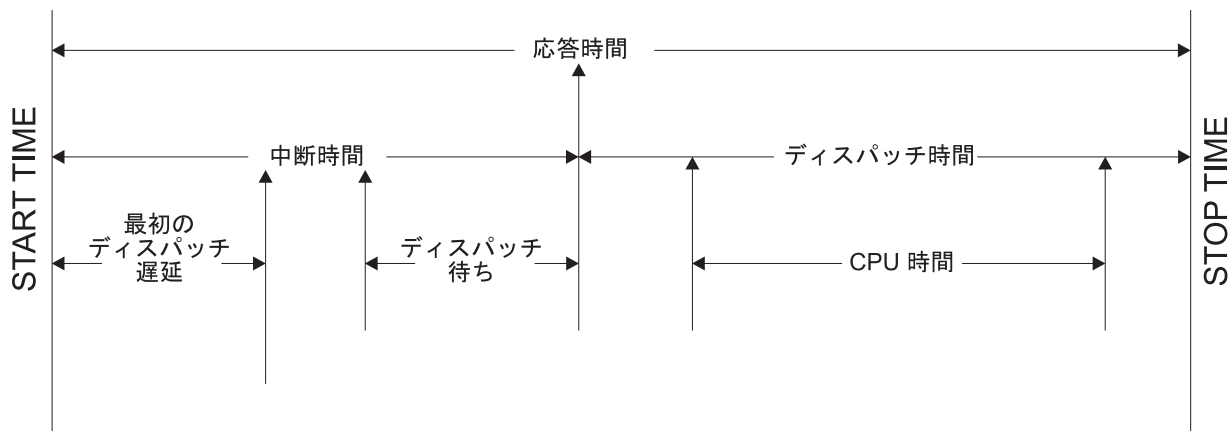 応答時間
START TIME
STOP TIME
中断時間
ディスパッチ時間
最初の
ディスパッチ
遅延
ディスパッチ
待ち
CPU 時間